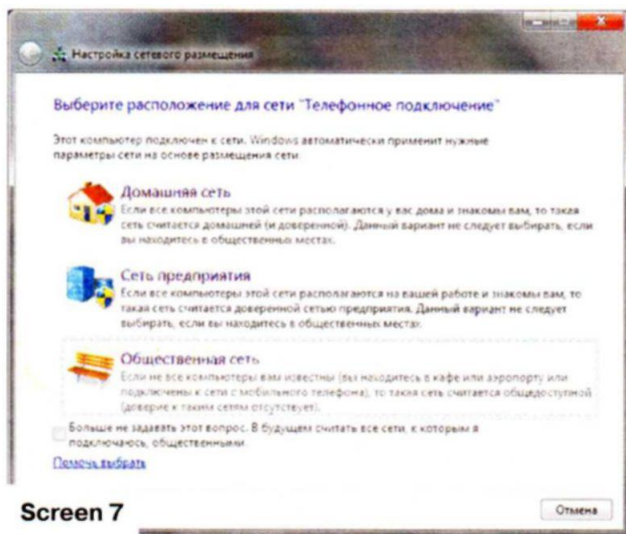 Настройка сетевого размещения
Выберите расположение для сети "Телефонное подключение"
Этот компьютер подключен к сети. Windows автоматически применит нужные
параметры сети на основе размещения сети.
Домашняя сеть
Если все компьютеры этой сети располагаются у вас дома и знакомы вам, то такая
сеть считается домашней (и доверенной). Данный вариант не следует выбирать, если
вы находитесь в общественных местах.
Сеть предприятия
Если все компьютеры этой сети располагаются на вашей работе и знакомы вам, то
такая сеть считается доверенной сетью предприятия. Данный вариант не следует
выбирать, если вы находитесь в общественных местах.
Общественная сеть
Если не все компьютеры вам известны (вы находитесь в кафе или аэропорту или
подключены к сети с мобильного телефона), то такая сеть считается общедоступной
(доверие к таким сетям отсутствует).
Больше не задавать этот вопрос. В будущем считать все сети, к которым я
подключаюсь, общественными.
Помочь выбрать
Отмена
Screen 7